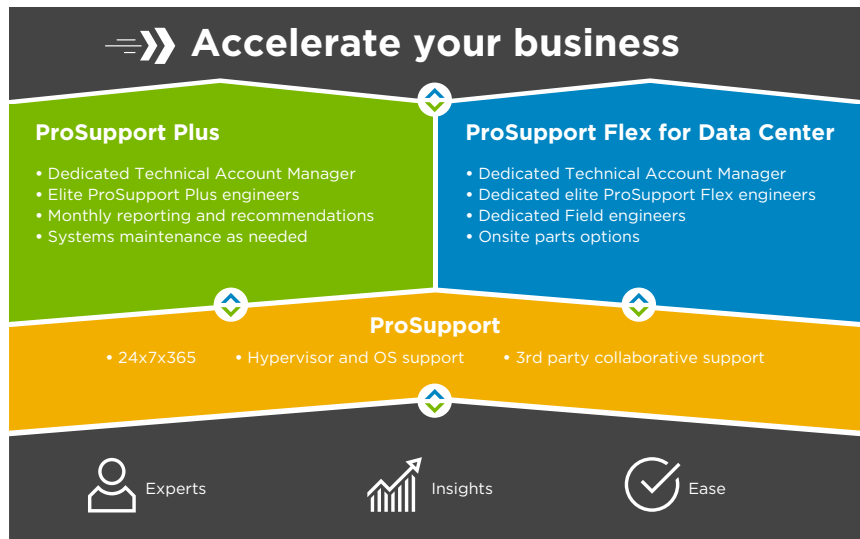 Accelerate your business
ProSupport Plus
• Dedicated Technical Account Manager
• Elite ProSupport Plus engineers
• Monthly reporting and recommendations
• Systems maintenance as needed
ProSupport Flex for Data Center
• Dedicated Technical Account Manager
• Dedicated elite ProSupport Flex engineers
• Dedicated Field engineers
• Onsite parts options
ProSupport
• 24x7x365 • Hypervisor and OS support • 3rd party collaborative support
Experts Insights Ease